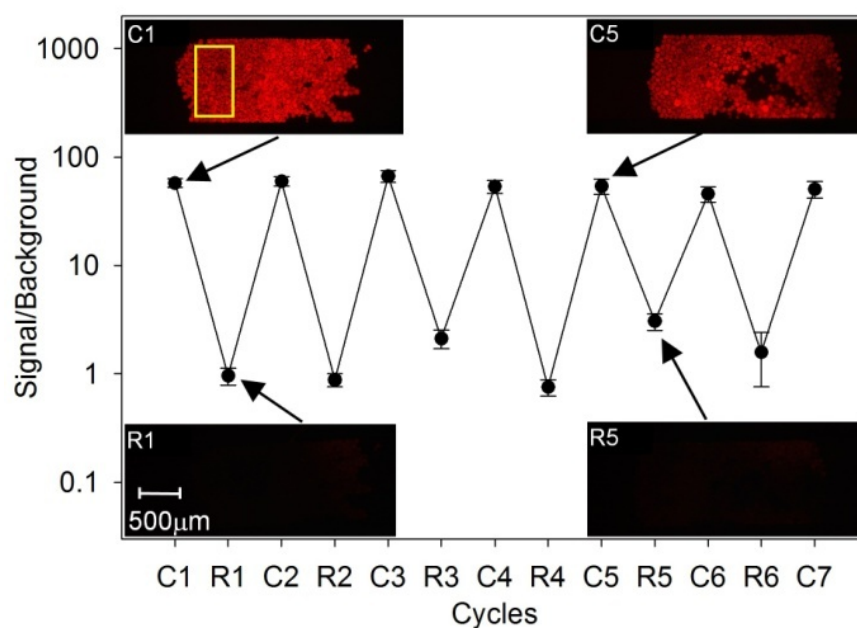 C1
C5
1000
100
10
1
0.1
Signal/Background
R1
500μm
R5
C1 R1 C2 R2 C3 R3 C4 R4 C5 R5 C6 R6 C7
Cycles